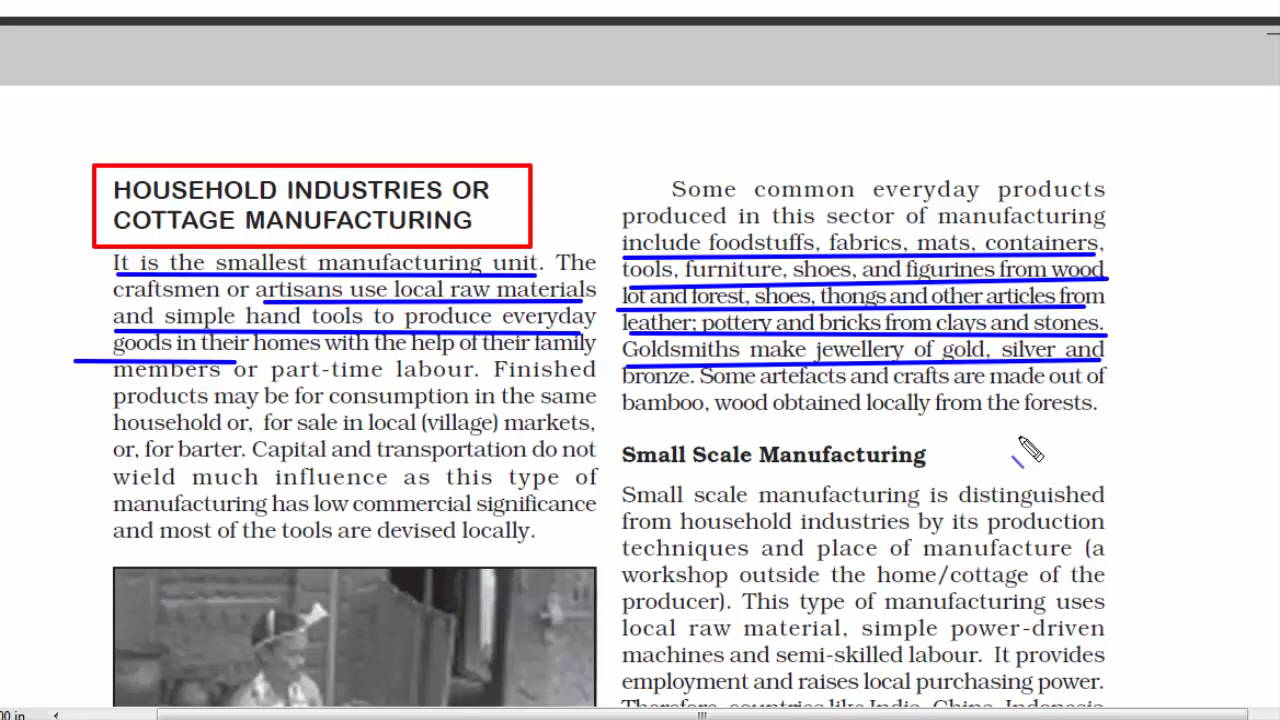 HOUSEHOLD INDUSTRIES OR
COTTAGE MANUFACTURING
It is the smallest manufacturing unit. The
craftsmen or artisans use local raw materials
and simple hand tools to produce everyday
goods in their homes with the help of their family
members or part-time labour. Finished
products may be for consumption in the same
household or, for sale in local (village) markets,
or, for barter. Capital and transportation do not
wield much influence as this type of
manufacturing has low commercial significance
and most of the tools are devised locally.
Some common everyday products
produced in this sector of manufacturing
include foodstuffs, fabrics, mats, containers,
tools, furniture, shoes, and figurines from wood
lot and forest, shoes, thongs and other articles from
leather; pottery and bricks from clays and stones.
Goldsmiths make jewellery of gold, silver and
bronze. Some artefacts and crafts are made out of
bamboo, wood obtained locally from the forests.
Small Scale Manufacturing
Small scale manufacturing is distinguished
from household industries by its production
techniques and place of manufacture (a
workshop outside the home/cottage of the
producer). This type of manufacturing uses
local raw material, simple power-driven
machines and semi-skilled labour. It provides
employment and raises local purchasing power.
Therefore, countries like India, China, Indonesia
00 in